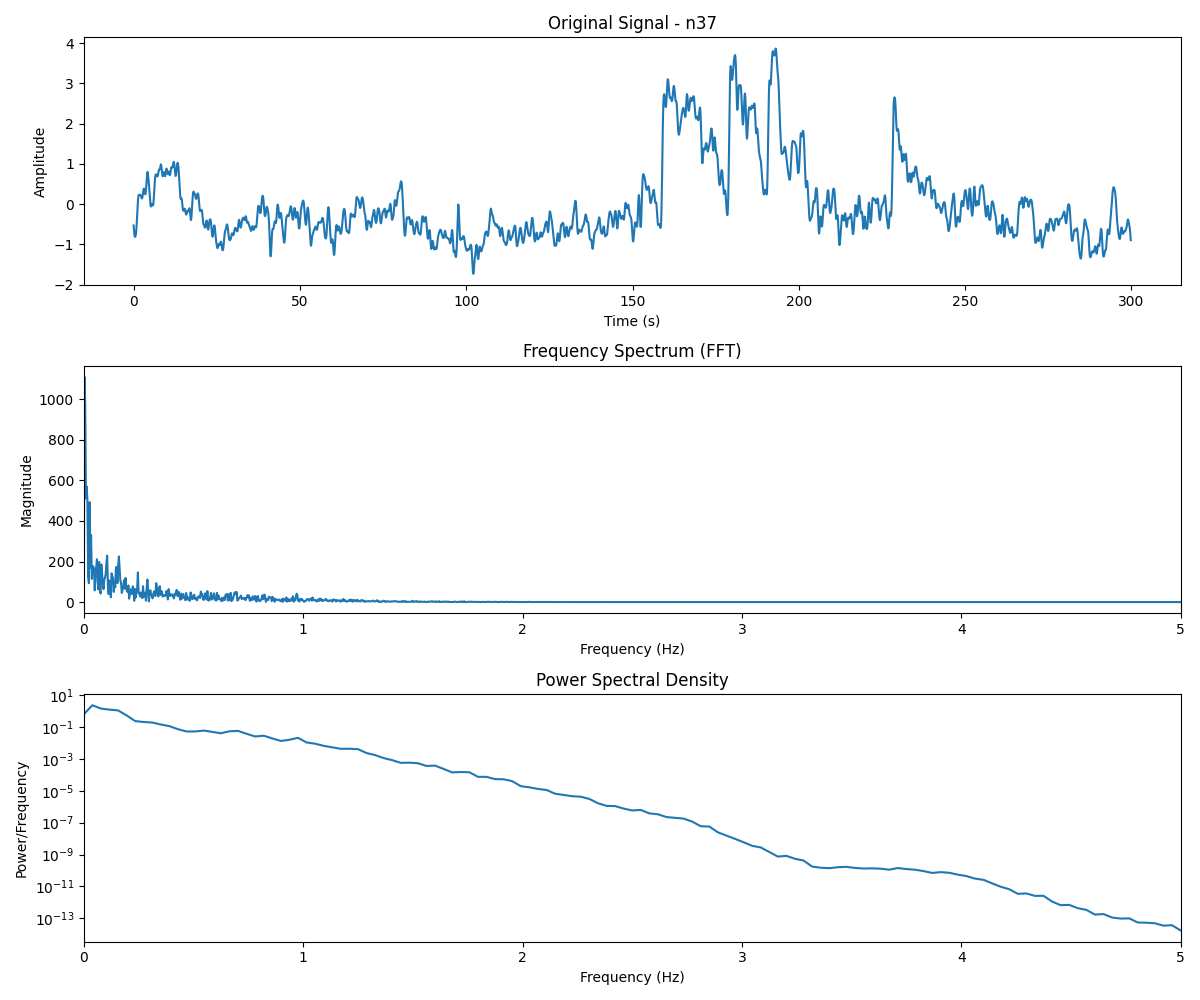 Original Signal - n37
Amplitude
4
3
2
1
0
−1
−2
0 50 100 150 200 250 300
Time (s)
Frequency Spectrum (FFT)
Magnitude
1000
800
600
400
200
0
0 1 2 3 4 5
Frequency (Hz)
Power Spectral Density
Power/Frequency
10^1
10^−1
10^−3
10^−5
10^−7
10^−9
10^−11
10^−13
0 1 2 3 4 5
Frequency (Hz)